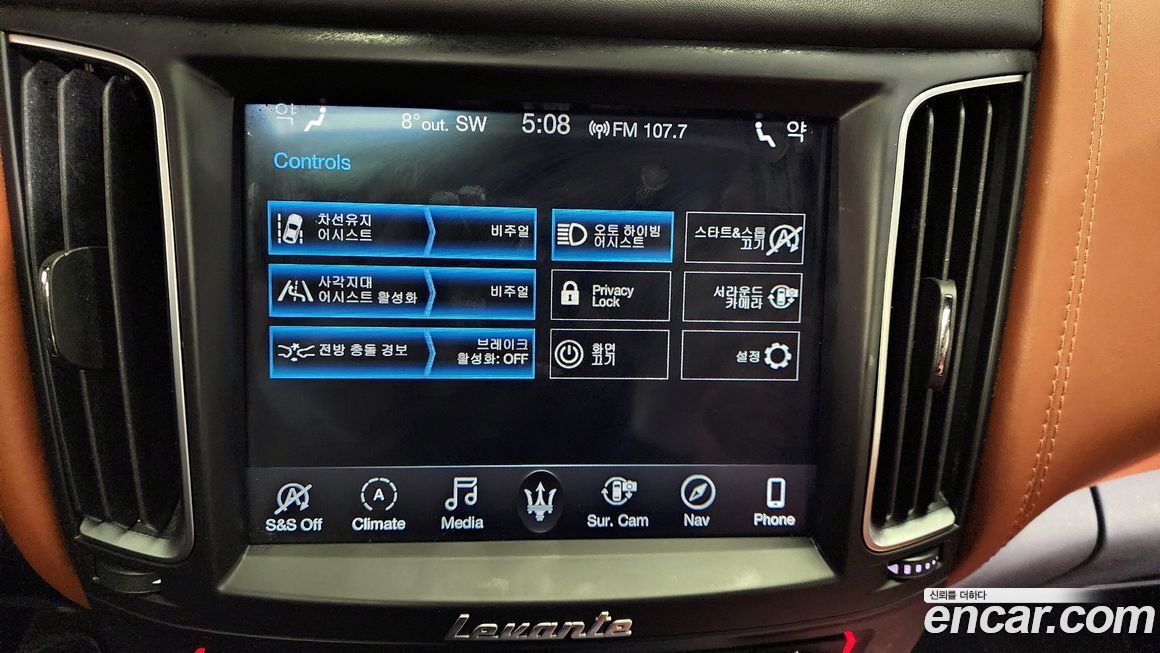 약 8°out. SW 5:08 FM 107.7 약
Controls
차선유지
어시스트
비주얼
오토 하이빔
어시스트
스타트&스톱
끄기
사각지대
어시스트 활성화
비주얼
Privacy
Lock
서라운드
카메라
전방 충돌 경보
브레이크
활성화: OFF
화면
끄기
설정
S&S Off
A
Climate
Media
Sur. Cam
Nav
Phone
Levante
신뢰를 더하다
encar.com